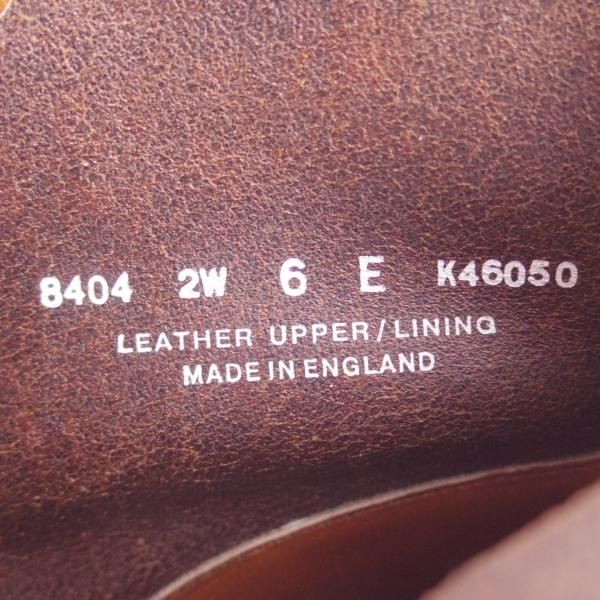 8404 2W 6 E K46050
LEATHER UPPER/LINING
MADE IN ENGLAND